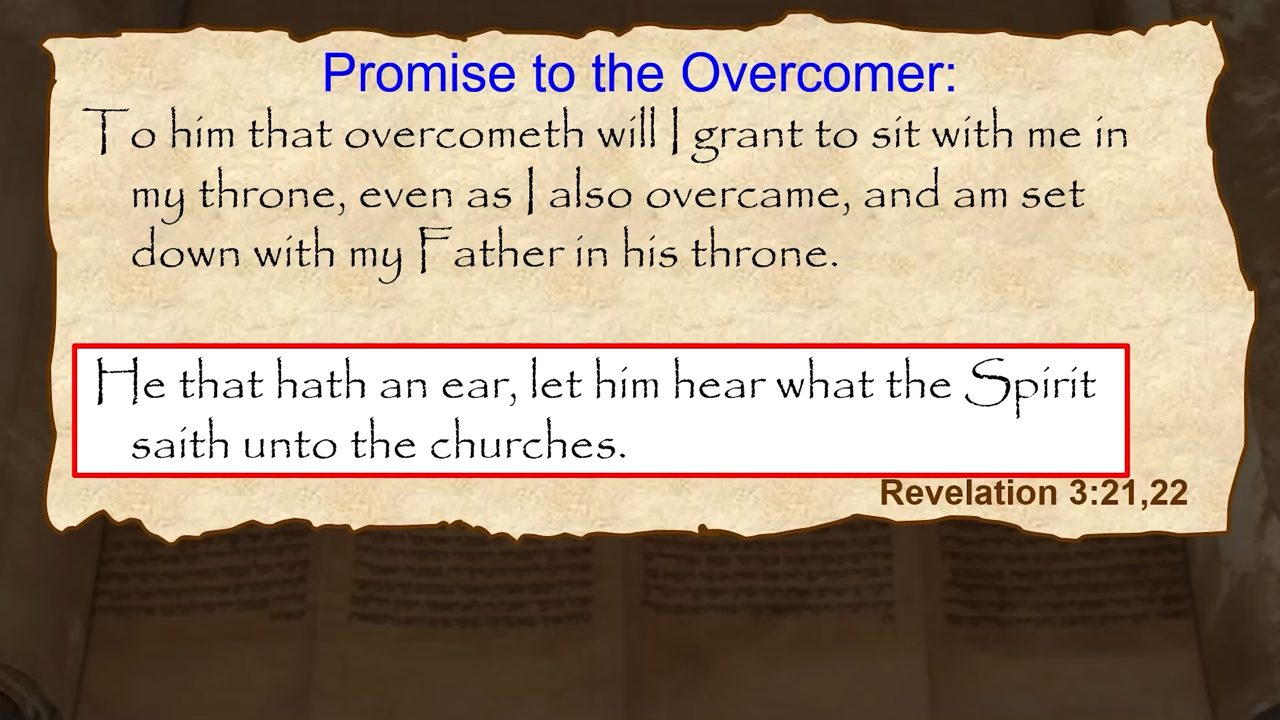 Promise to the Overcomer:
To him that overcometh will I grant to sit with me in
my throne, even as I also overcame, and am set
down with my Father in his throne.
He that hath an ear, let him hear what the Spirit
saith unto the churches.
Revelation 3:21,22